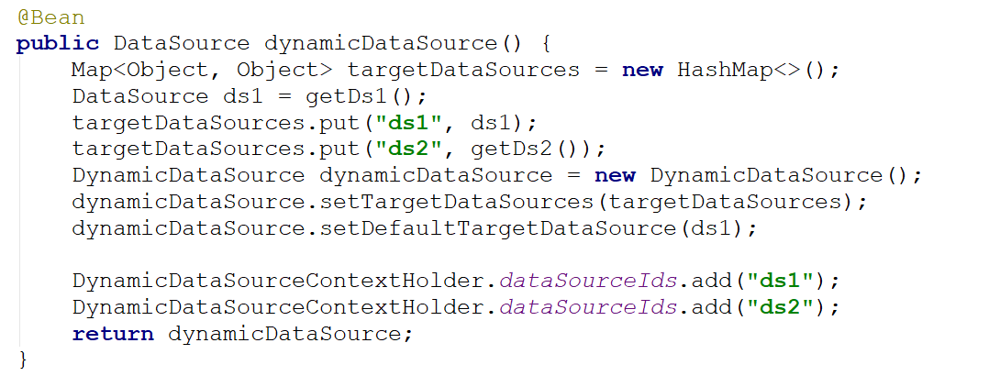 @Bean
public DataSource dynamicDataSource() {
    Map<Object, Object> targetDataSources = new HashMap<>();
    DataSource ds1 = getDs1();
    targetDataSources.put("ds1", ds1);
    targetDataSources.put("ds2", getDs2());
    DynamicDataSource dynamicDataSource = new DynamicDataSource();
    dynamicDataSource.setTargetDataSources(targetDataSources);
    dynamicDataSource.setDefaultTargetDataSource(ds1);

    DynamicDataSourceContextHolder.dataSourceIds.add("ds1");
    DynamicDataSourceContextHolder.dataSourceIds.add("ds2");
    return dynamicDataSource;
}